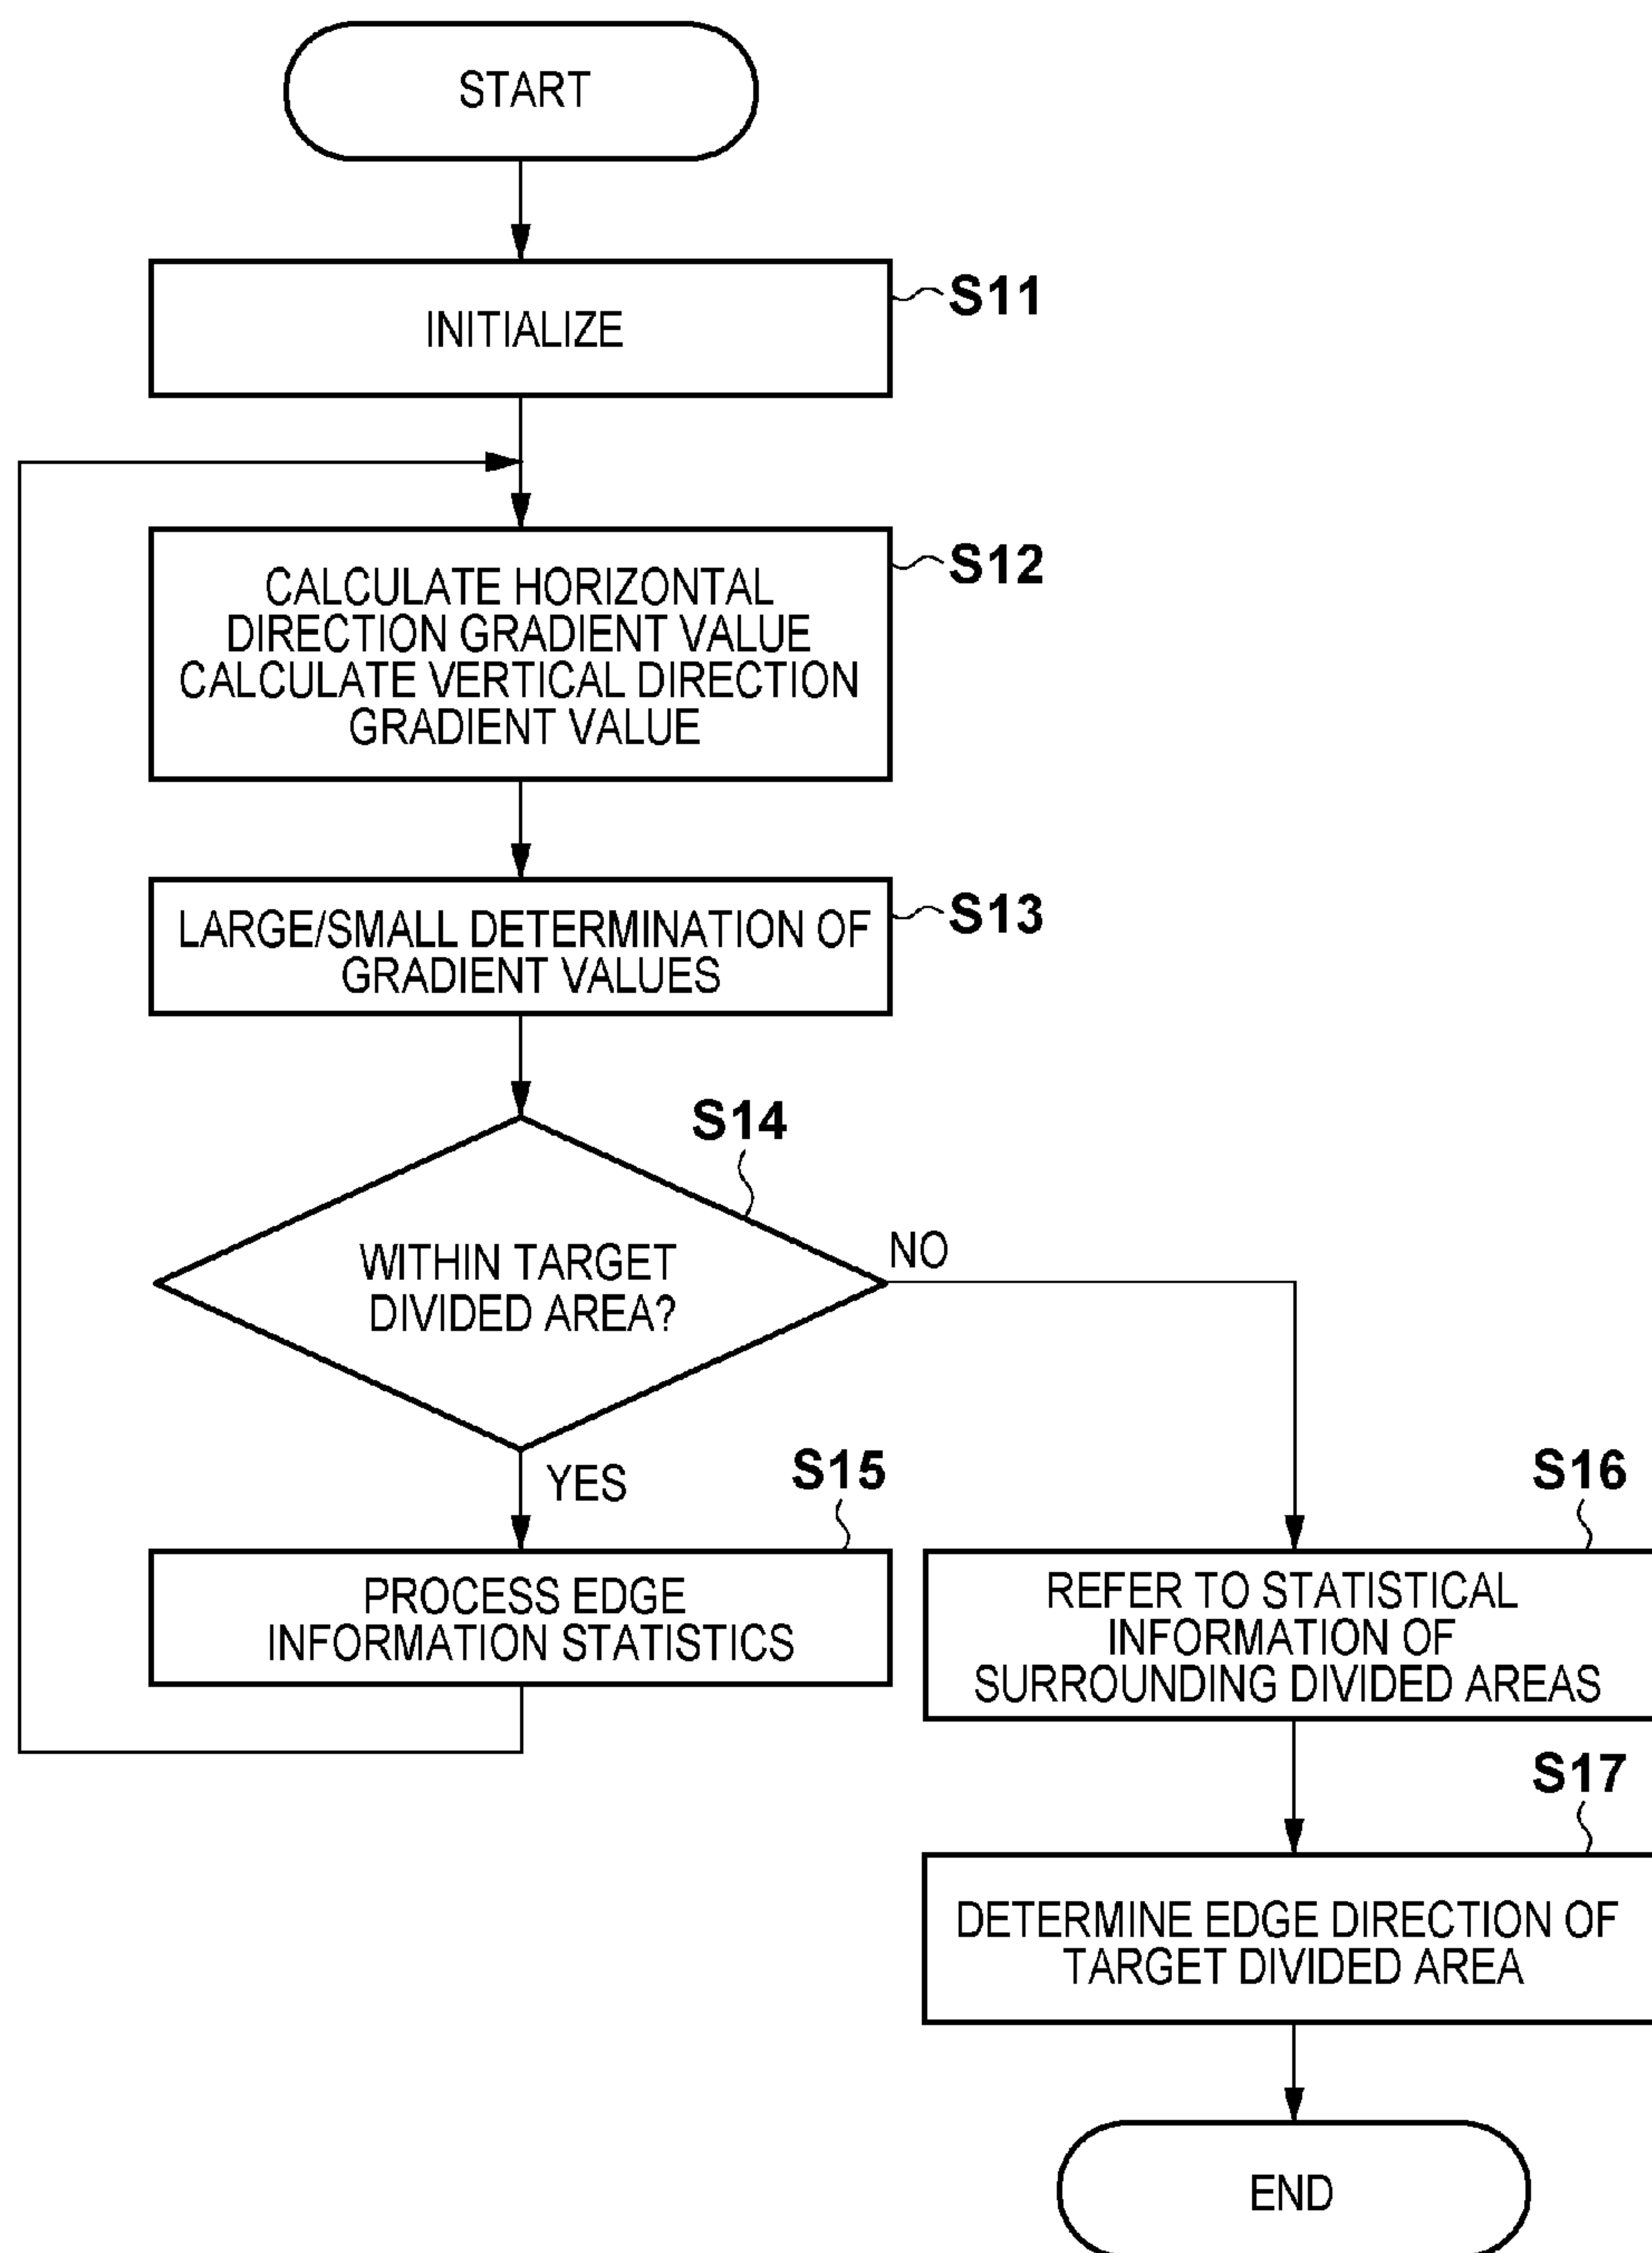 START
INITIALIZE
S11
CALCULATE HORIZONTAL
DIRECTION GRADIENT VALUE
CALCULATE VERTICAL DIRECTION
GRADIENT VALUE
S12
LARGE/SMALL DETERMINATION OF
GRADIENT VALUES
S13
S14
WITHIN TARGET
DIVIDED AREA?
NO
YES
S15
PROCESS EDGE
INFORMATION STATISTICS
S16
REFER TO STATISTICAL
INFORMATION OF
SURROUNDING DIVIDED AREAS
S17
DETERMINE EDGE DIRECTION OF
TARGET DIVIDED AREA
END